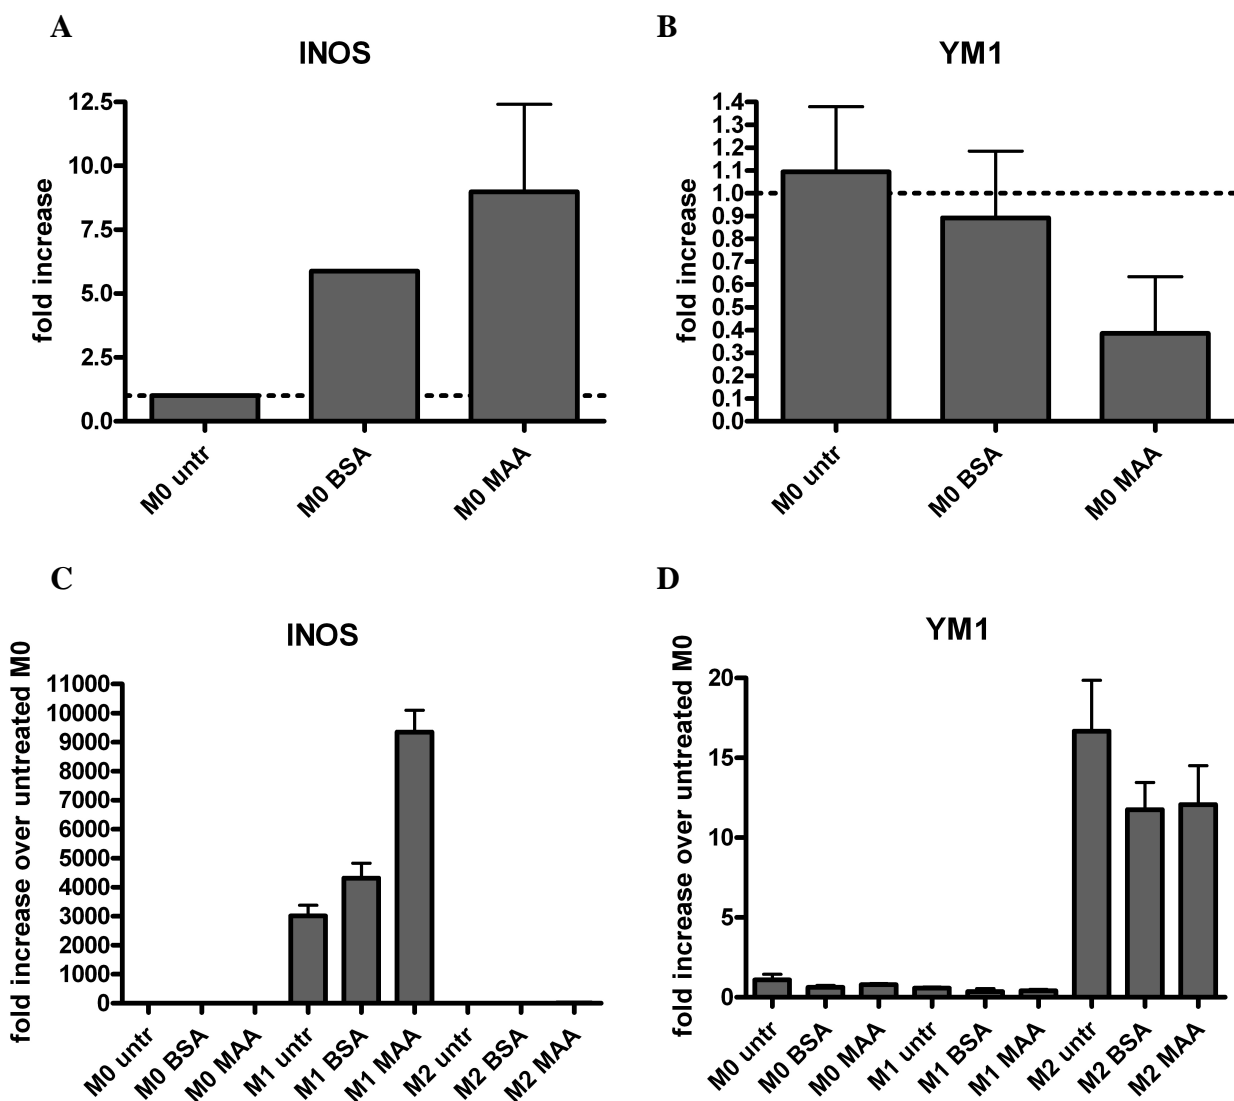 A
INOS
fold increase
12.5
10.0
7.5
5.0
2.5
0.0
M0 untr
M0 BSA
M0 MAA
B
YM1
fold increase
1.4
1.3
1.2
1.1
1.0
0.9
0.8
0.7
0.6
0.5
0.4
0.3
0.2
0.1
0.0
M0 untr
M0 BSA
M0 MAA
C
INOS
fold increase over untreated M0
11000
10000
9000
8000
7000
6000
5000
4000
3000
2000
1000
0
M0 untr
M0 BSA
M0 MAA
M1 untr
M1 BSA
M1 MAA
M2 untr
M2 BSA
M2 MAA
D
YM1
fold increase over untreated M0
20
15
10
5
0
M0 untr
M0 BSA
M0 MAA
M1 untr
M1 BSA
M1 MAA
M2 untr
M2 BSA
M2 MAA